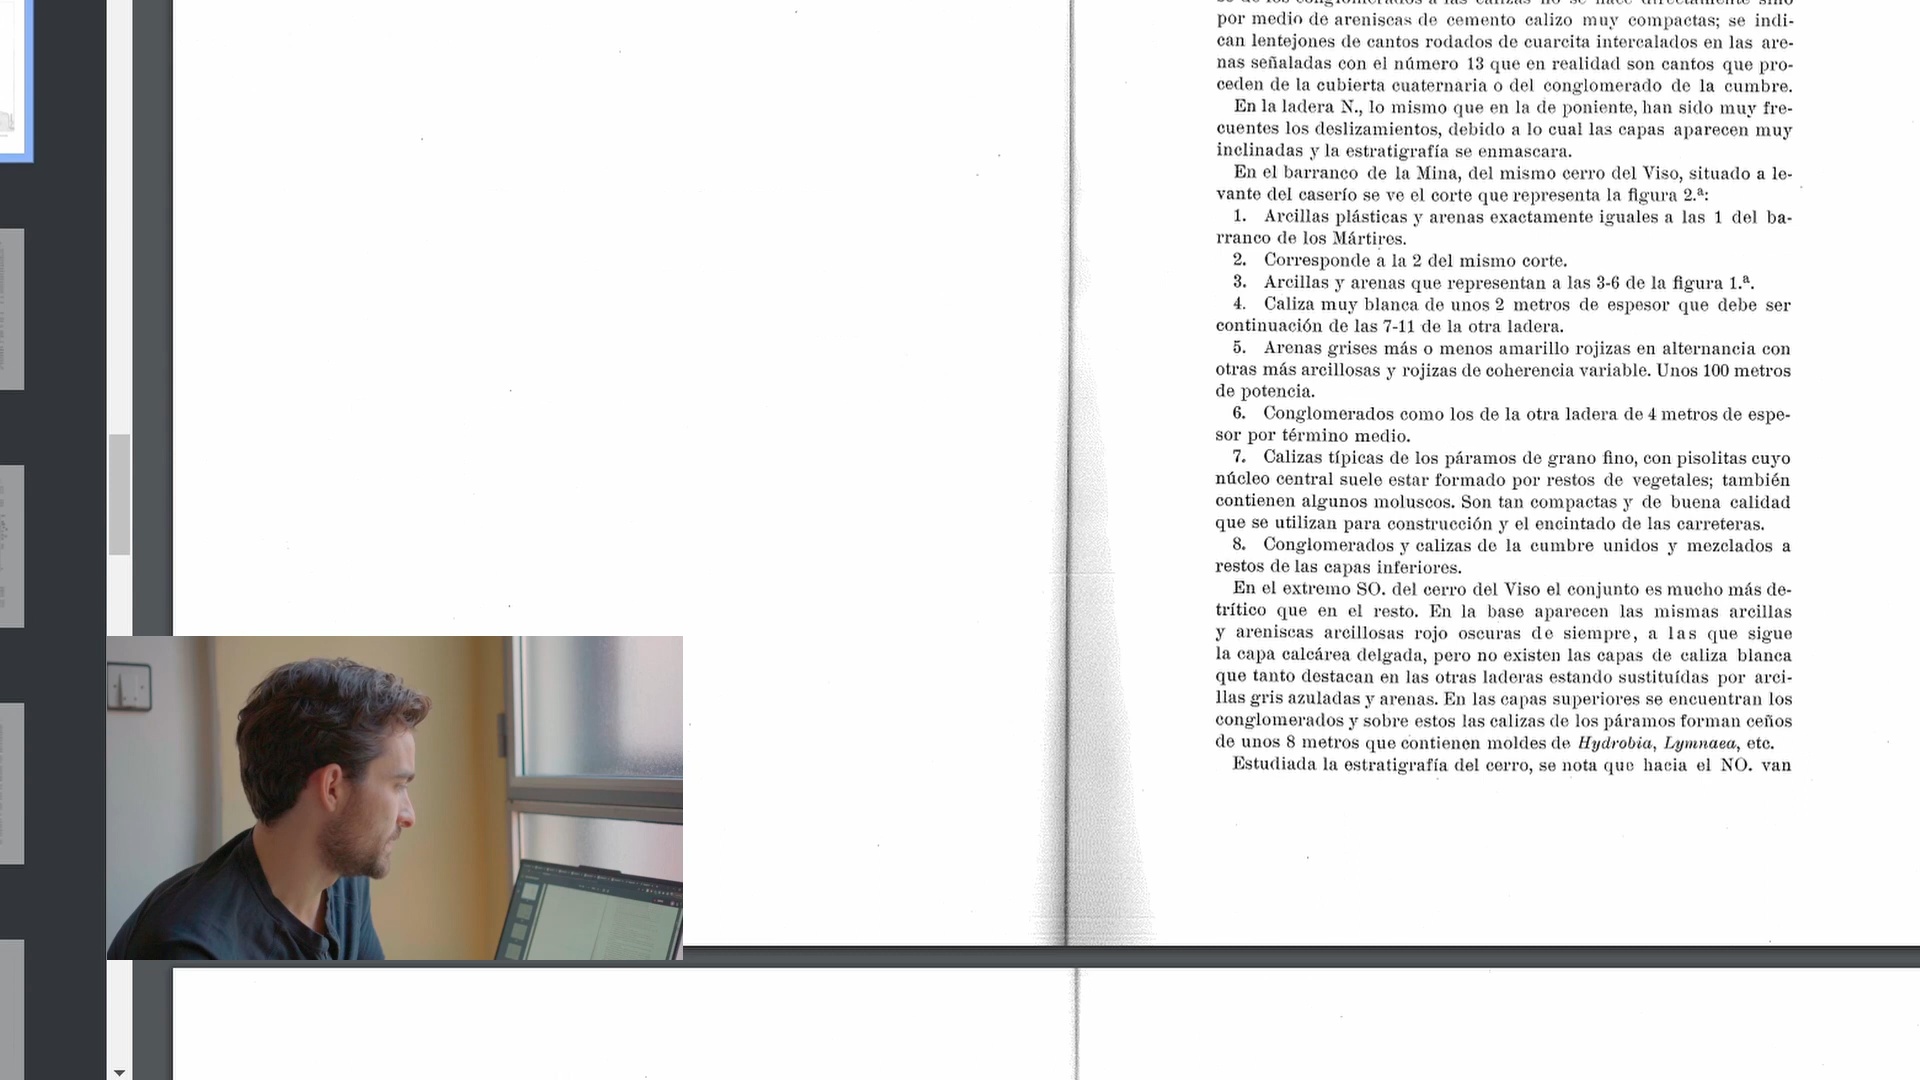 se de los conglomerados a las calizas no se hace directamente sino
por medio de areniscas de cemento calizo muy compactas; se indi-
can lentejones de cantos rodados de cuarcita intercalados en las are-
nas señaladas con el número 13 que en realidad son cantos que pro-
ceden de la cubierta cuaternaria o del conglomerado de la cumbre.
En la ladera N., lo mismo que en la de poniente, han sido muy fre-
cuentes los deslizamientos, debido a lo cual las capas aparecen muy
inclinadas y la estratigrafía se enmascara.
En el barranco de la Mina, del mismo cerro del Viso, situado a le-
vante del caserío se ve el corte que representa la figura 2.ª:
1. Arcillas plásticas y arenas exactamente iguales a las 1 del ba-
rranco de los Mártires.
2. Corresponde a la 2 del mismo corte.
3. Arcillas y arenas que representan a las 3-6 de la figura 1.ª.
4. Caliza muy blanca de unos 2 metros de espesor que debe ser
continuación de las 7-11 de la otra ladera.
5. Arenas grises más o menos amarillo rojizas en alternancia con
otras más arcillosas y rojizas de coherencia variable. Unos 100 metros
de potencia.
6. Conglomerados como los de la otra ladera de 4 metros de espe-
sor por término medio.
7. Calizas típicas de los páramos de grano fino, con pisolitas cuyo
núcleo central suele estar formado por restos de vegetales; también
contienen algunos moluscos. Son tan compactas y de buena calidad
que se utilizan para construcción y el encintado de las carreteras.
8. Conglomerados y calizas de la cumbre unidos y mezclados a
restos de las capas inferiores.
En el extremo SO. del cerro del Viso el conjunto es mucho más de-
trítico que en el resto. En la base aparecen las mismas arcillas
y areniscas arcillosas rojo oscuras de siempre, a las que sigue
la capa calcárea delgada, pero no existen las capas de caliza blanca
que tanto destacan en las otras laderas estando sustituídas por arci-
llas gris azuladas y arenas. En las capas superiores se encuentran los
conglomerados y sobre estos las calizas de los páramos forman ceños
de unos 8 metros que contienen moldes de Hydrobia, Lymnaea, etc.
Estudiada la estratigrafía del cerro, se nota que hacia el NO. van